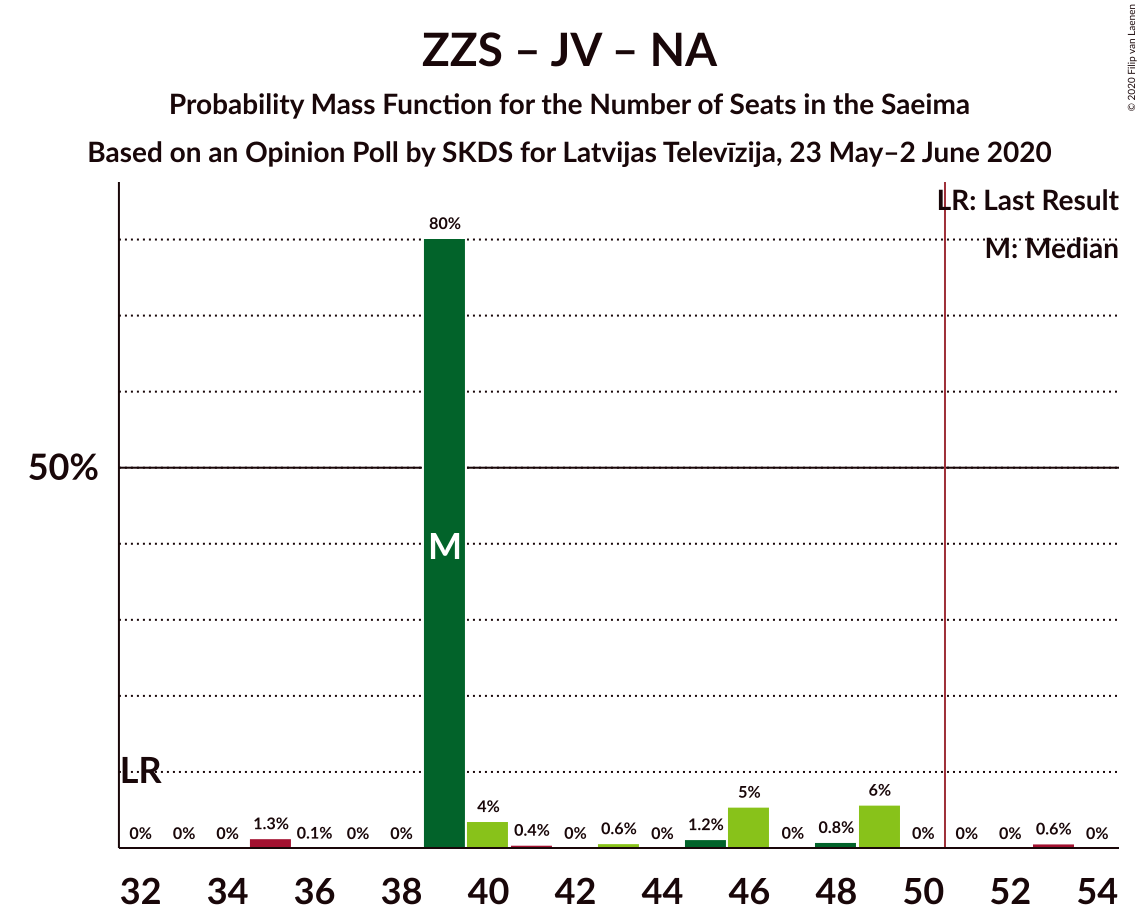 ZZS – JV – NA
Probability Mass Function for the Number of Seats in the Saeima
Based on an Opinion Poll by SKDS for Latvijas Televīzija, 23 May–2 June 2020
© 2020 Filip van Laenen
LR: Last Result
M: Median
50%
80%
M
LR
0% 0% 0% 1.3% 0.1% 0% 0% 4% 0.4% 0% 0.6% 0% 1.2% 5% 0% 0.8% 6% 0% 0% 0% 0.6% 0%
32 34 36 38 40 42 44 46 48 50 52 54